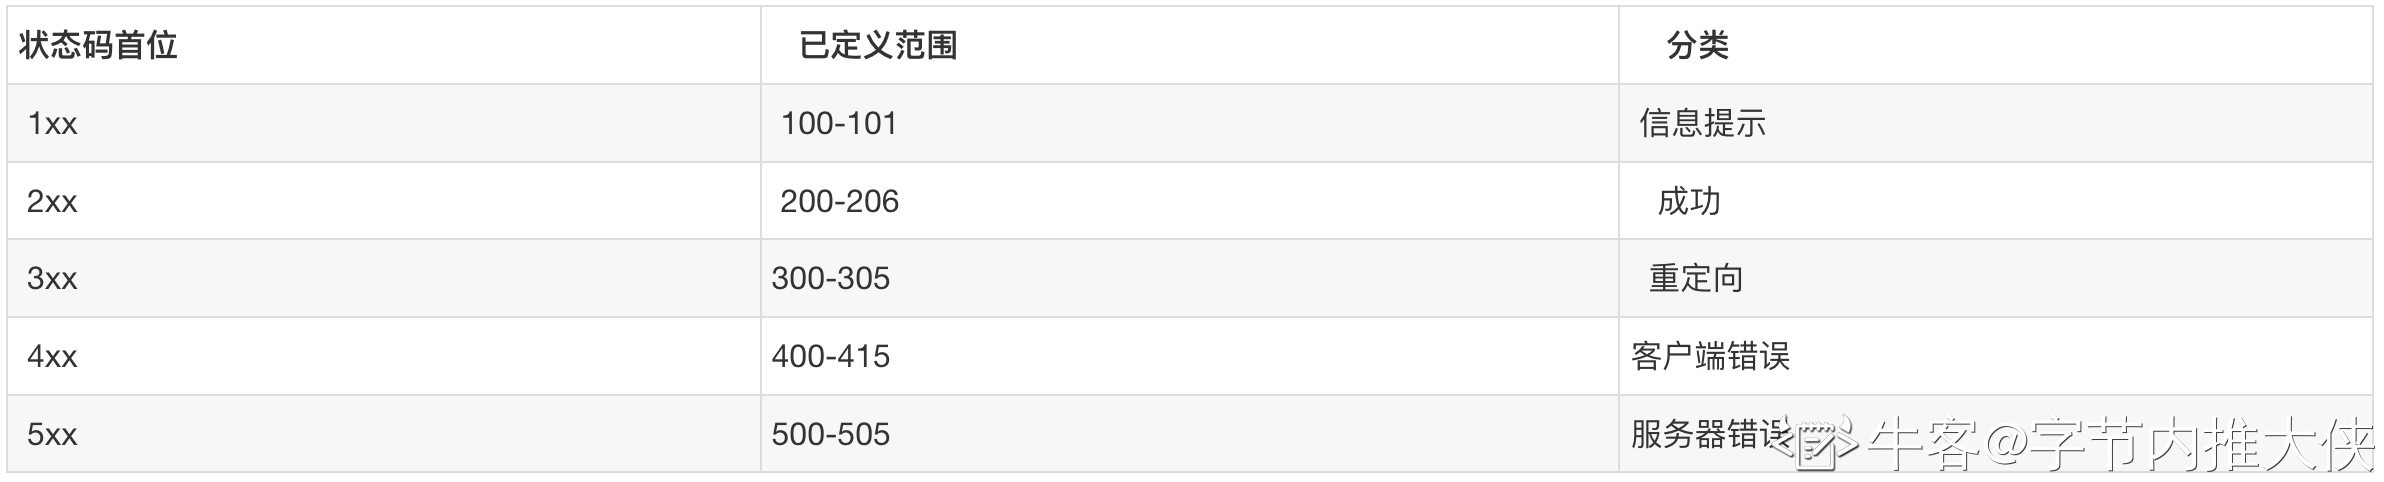 状态码首位 已定义范围 分类
1xx 100-101 信息提示
2xx 200-206 成功
3xx 300-305 重定向
4xx 400-415 客户端错误
5xx 500-505 服务器错误
牛客@字节内推大侠